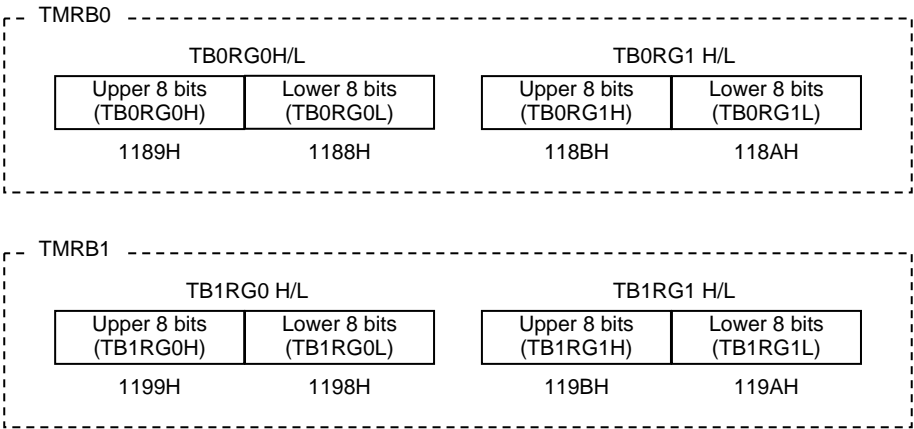 TMRB0
TB0RG0H/L TB0RG1 H/L
Upper 8 bits Lower 8 bits Upper 8 bits Lower 8 bits
(TB0RG0H) (TB0RG0L) (TB0RG1H) (TB0RG1L)
1189H 1188H 118BH 118AH
TMRB1
TB1RG0 H/L TB1RG1 H/L
Upper 8 bits Lower 8 bits Upper 8 bits Lower 8 bits
(TB1RG0H) (TB1RG0L) (TB1RG1H) (TB1RG1L)
1199H 1198H 119BH 119AH